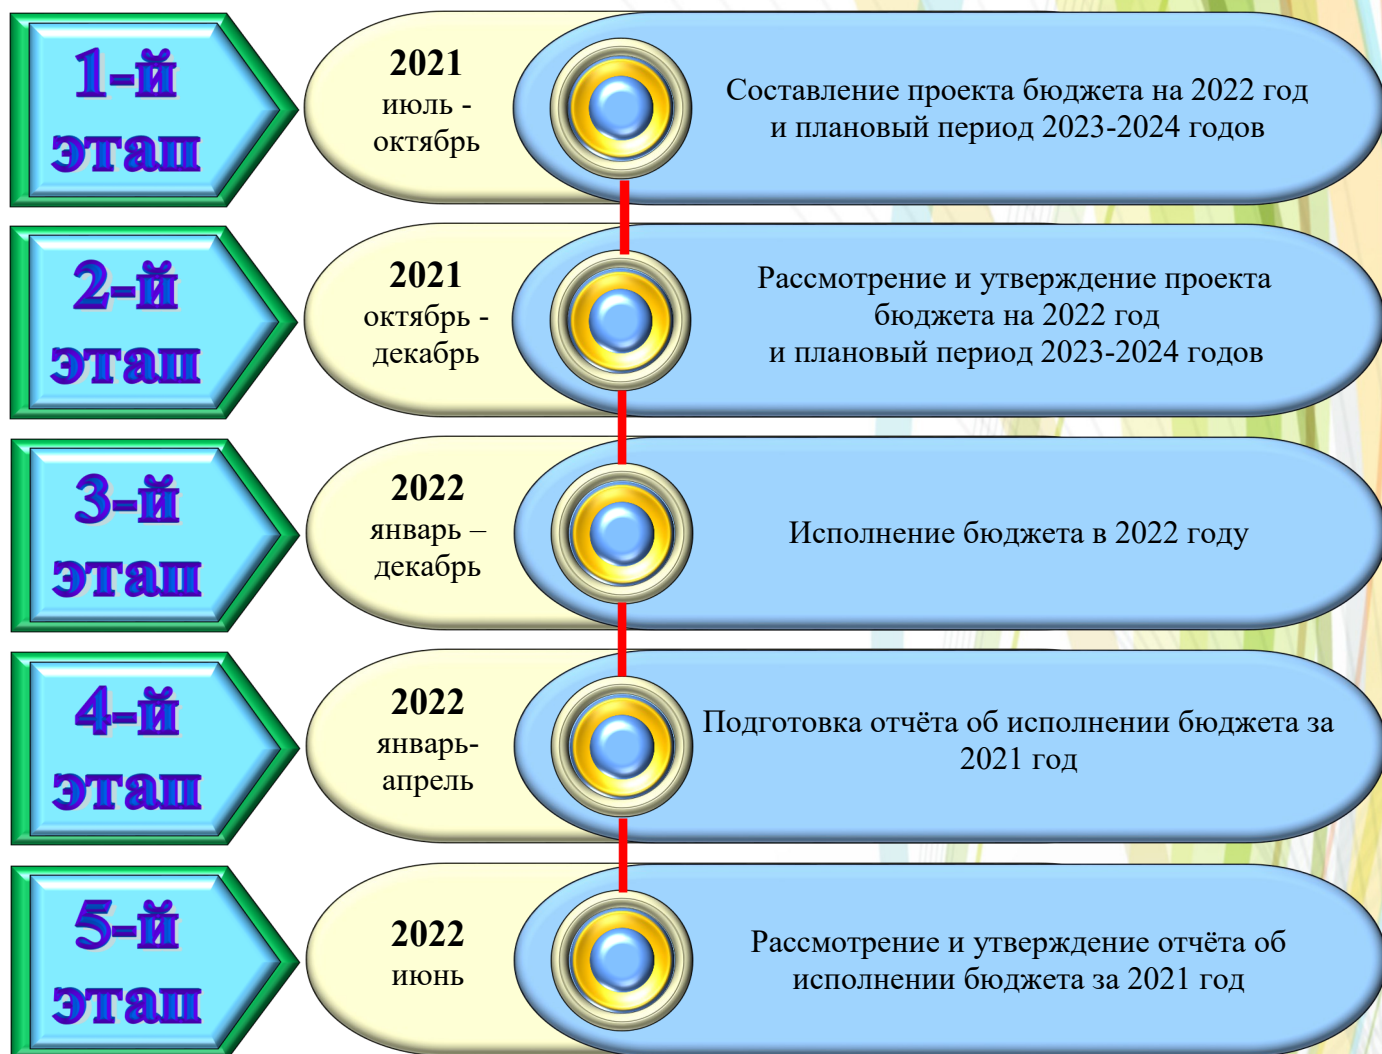 1-й
этап
2021
июль -
октябрь
Составление проекта бюджета на 2022 год
и плановый период 2023-2024 годов
2-й
этап
2021
октябрь -
декабрь
Рассмотрение и утверждение проекта
бюджета на 2022 год
и плановый период 2023-2024 годов
3-й
этап
2022
январь –
декабрь
Исполнение бюджета в 2022 году
4-й
этап
2022
январь-
апрель
Подготовка отчёта об исполнении бюджета за
2021 год
5-й
этап
2022
июнь
Рассмотрение и утверждение отчёта об
исполнении бюджета за 2021 год